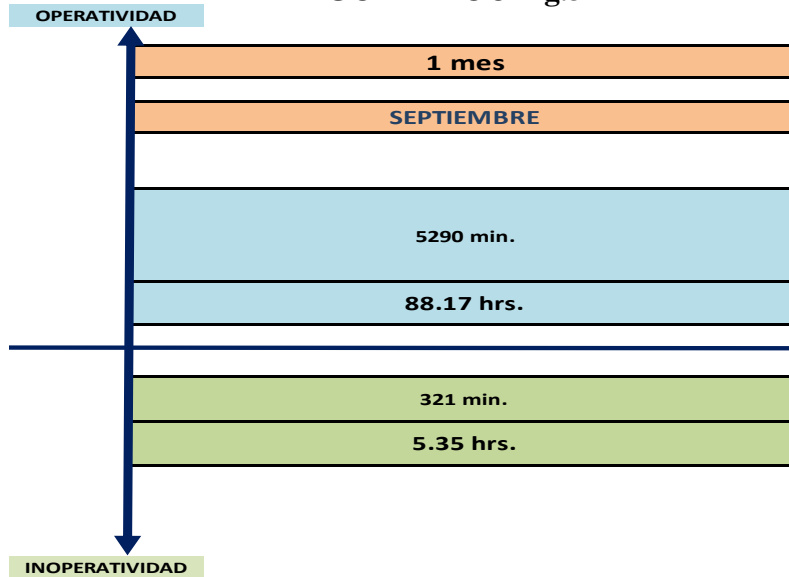 OPERATIVIDAD
1 mes
SEPTIEMBRE
5290 min.
88.17 hrs.
321 min.
5.35 hrs.
INOPERATIVIDAD